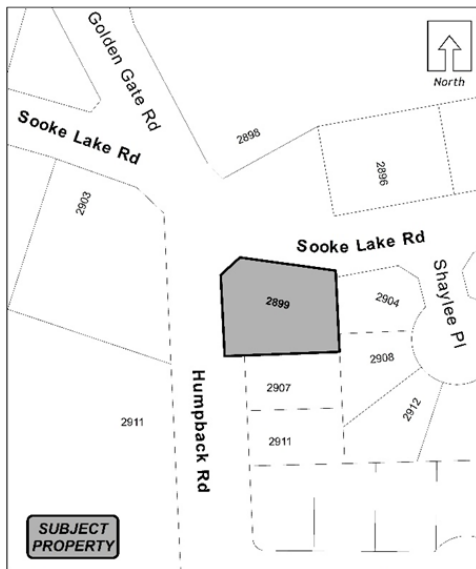 Golden Gate Rd
North
Sooke Lake Rd
2898
2896
2903
Sooke Lake Rd
Shaylee Pl
2899
2904
2908
Humpback Rd
2907
2912
2911
2911
SUBJECT
PROPERTY